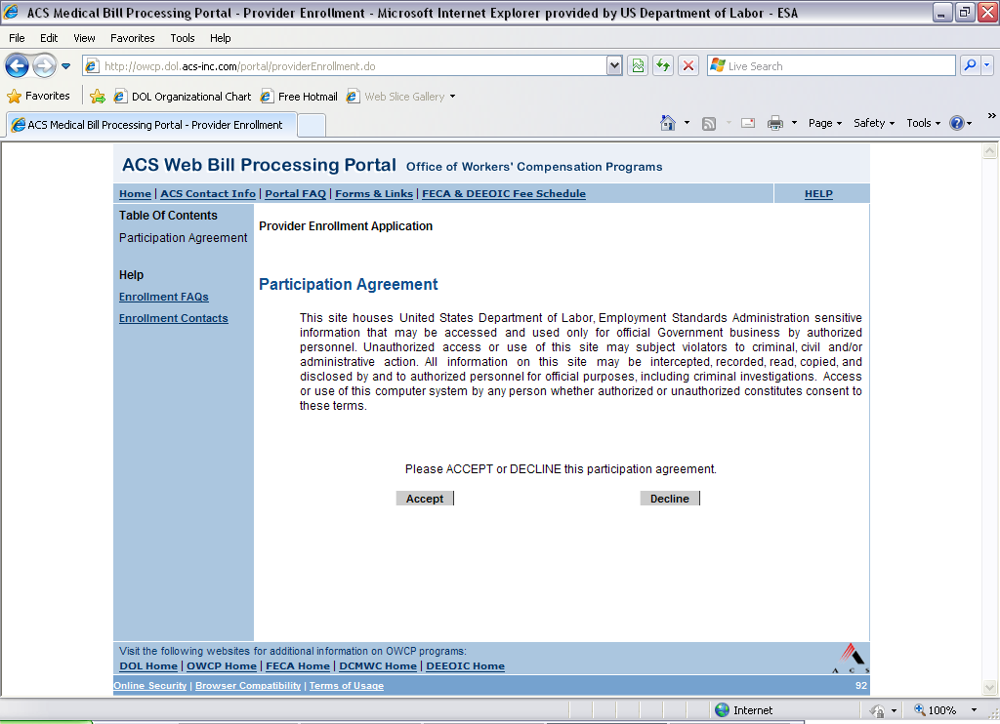 ACS Medical Bill Processing Portal - Provider Enrollment - Microsoft Internet Explorer provided by US Department of Labor - ESA
File Edit View Favorites Tools Help
http://owcp.dol.acs-inc.com/portal/providerEnrollment.do Live Search
Favorites DOL Organizational Chart Free Hotmail Web Slice Gallery
ACS Medical Bill Processing Portal - Provider Enrollment Page Safety Tools »
ACS Web Bill Processing Portal Office of Workers' Compensation Programs
Home | ACS Contact Info | Portal FAQ | Forms & Links | FECA & DEEOIC Fee Schedule HELP
Table Of Contents
Participation Agreement
Help
Enrollment FAQs
Enrollment Contacts
Provider Enrollment Application
Participation Agreement
This site houses United States Department of Labor, Employment Standards Administration sensitive
information that may be accessed and used only for official Government business by authorized
personnel. Unauthorized access or use of this site may subject violators to criminal, civil and/or
administrative action. All information on this site may be intercepted, recorded, read, copied, and
disclosed by and to authorized personnel for official purposes, including criminal investigations. Access
or use of this computer system by any person whether authorized or unauthorized constitutes consent to
these terms.
Please ACCEPT or DECLINE this participation agreement.
Accept Decline
Visit the following websites for additional information on OWCP programs:
DOL Home | OWCP Home | FECA Home | DCMWC Home | DEEOIC Home
A C S
Online Security | Browser Compatibility | Terms of Usage 92
Internet 100%